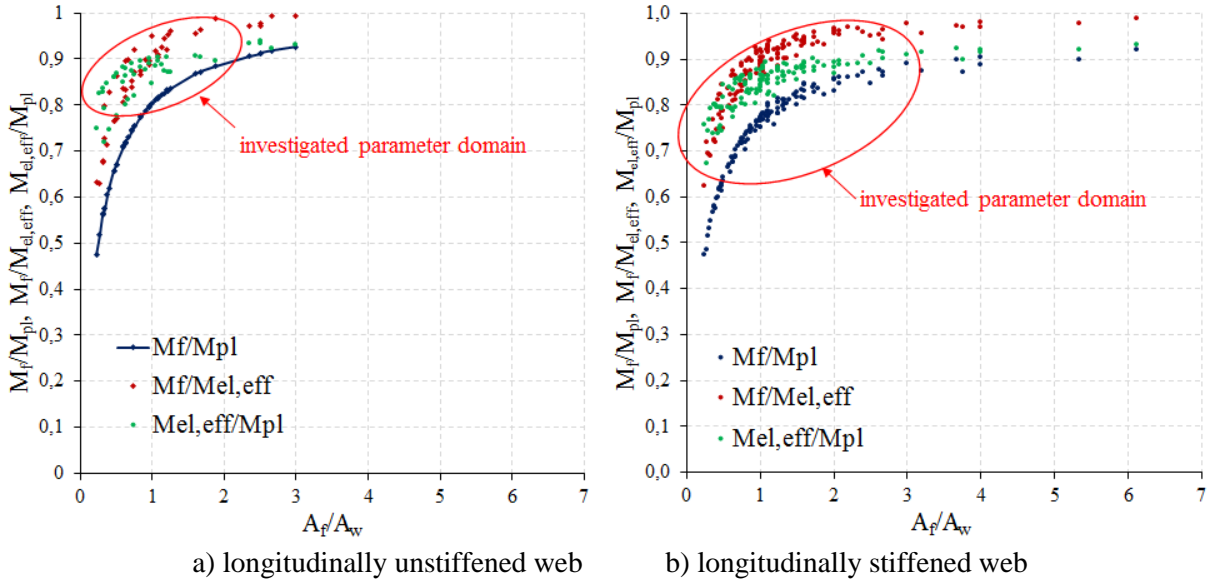 M_f/M_pl, M_f/M_el,eff, M_el,eff/M_pl
1
0,9
0,8
0,7
0,6
0,5
0,4
0,3
0,2
0,1
0
investigated parameter domain
Mf/Mpl
Mf/Mel,eff
Mel,eff/Mpl
0 1 2 3 4 5 6 7
A_f/A_w
a) longitudinally unstiffened web
M_f/M_pl, M_f/M_el,eff, M_el,eff/M_pl
1,0
0,9
0,8
0,7
0,6
0,5
0,4
0,3
0,2
0,1
0,0
investigated parameter domain
Mf/Mpl
Mf/Mel,eff
Mel,eff/Mpl
0 1 2 3 4 5 6 7
A_f/A_w
b) longitudinally stiffened web